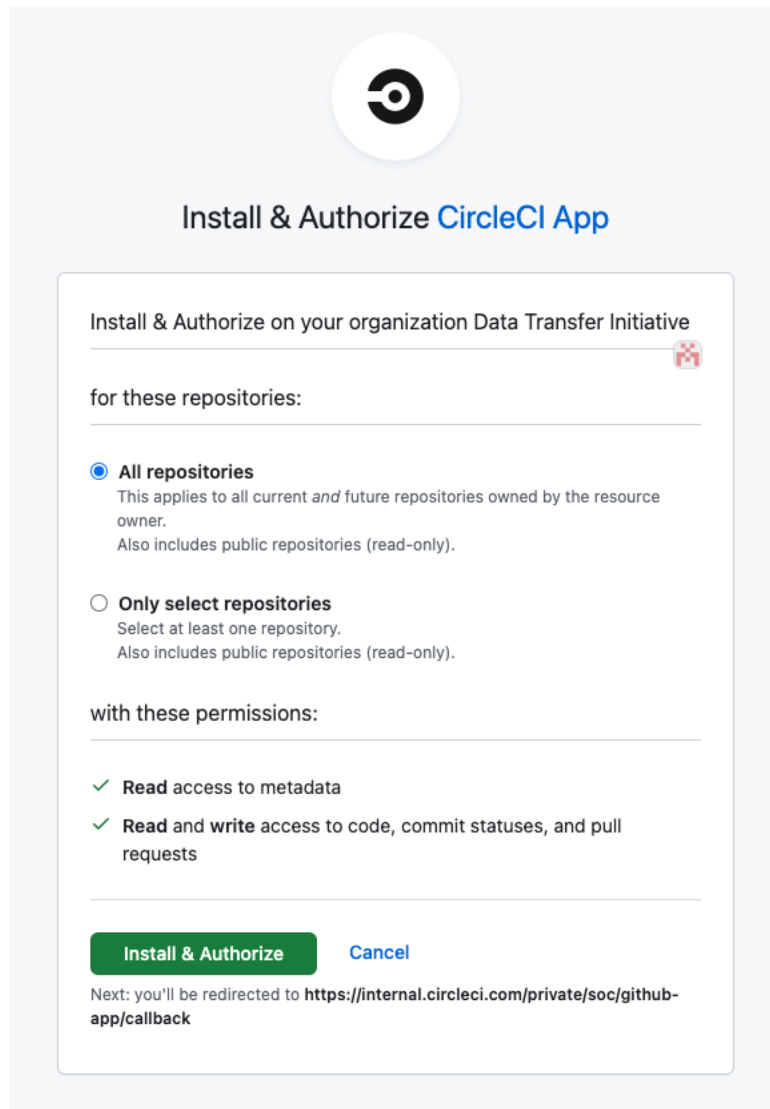 Install & Authorize CircleCI App
Install & Authorize on your organization Data Transfer Initiative
for these repositories:
All repositories
This applies to all current and future repositories owned by the resource
owner.
Also includes public repositories (read-only).
Only select repositories
Select at least one repository.
Also includes public repositories (read-only).
with these permissions:
Read access to metadata
Read and write access to code, commit statuses, and pull
requests
Install & Authorize Cancel
Next: you'll be redirected to https://internal.circleci.com/private/soc/github-
app/callback